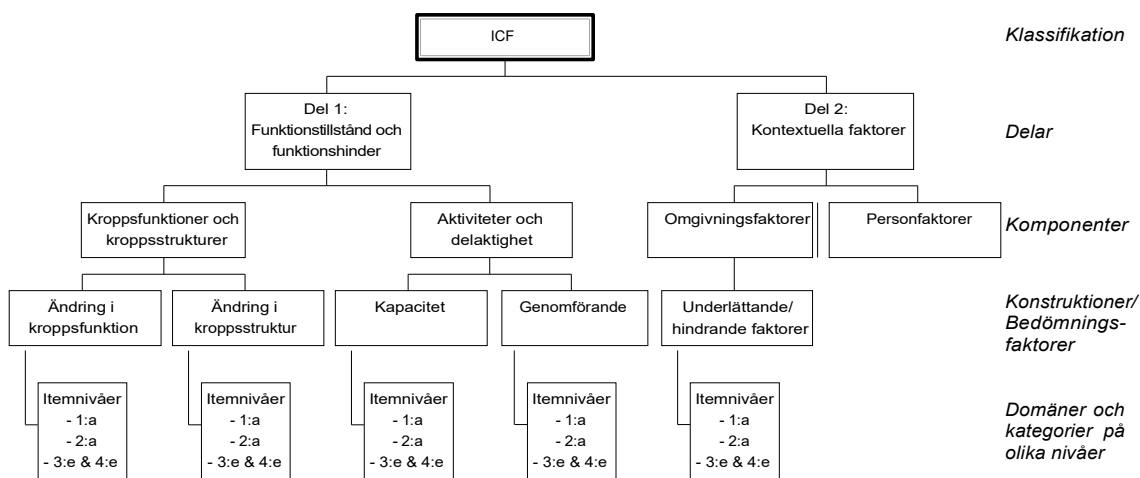 ICF
Klassifikation
Del 1:
Funktionstillstånd och
funktionshinder
Del 2:
Kontextuella faktorer
Delar
Kroppsfunktioner och
kroppsstrukturer
Aktiviteter och
delaktighet
Omgivningsfaktorer
Personfaktorer
Komponenter
Ändring i
kroppsfunktion
Ändring i
kroppsstruktur
Kapacitet
Genomförande
Underlättande/
hindrande faktorer
Konstruktioner/
Bedömnings-
faktorer
Itemnivåer
- 1:a
- 2:a
- 3:e & 4:e
Itemnivåer
- 1:a
- 2:a
- 3:e & 4:e
Itemnivåer
- 1:a
- 2:a
- 3:e & 4:e
Itemnivåer
- 1:a
- 2:a
- 3:e & 4:e
Itemnivåer
- 1:a
- 2:a
- 3:e & 4:e
Domäner och
kategorier på
olika nivåer